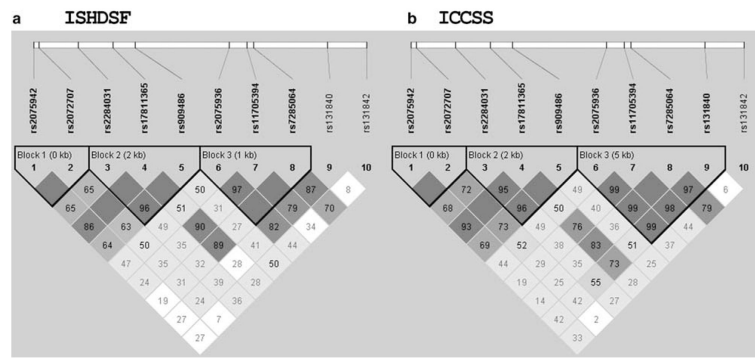 a ISHDSF
rs2075942
rs2072707
rs2284031
rs17811365
rs909486
rs2075936
rs11705394
rs7285064
rs131840
rs131842
Block 1 (0 kb)
Block 2 (2 kb)
Block 3 (1 kb)
1 2 3 4 5 6 7 8 9 10
65 50 97 87 8
65 96 51 31 79 70
86 63 49 90 27 82 34
64 50 35 89 41 44
47 35 32 28 50
24 31 39 28
19 24 36
27 7
27
b ICCSS
rs2075942
rs2072707
rs2284031
rs17811365
rs909486
rs2075936
rs11705394
rs7285064
rs131840
rs131842
Block 1 (0 kb)
Block 2 (2 kb)
Block 3 (5 kb)
1 2 3 4 5 6 7 8 9 10
72 95 49 99 97 6
68 96 50 40 99 98 79
93 73 49 76 36 99 44
69 52 38 83 51 37
44 29 35 73 25
19 25 55 28
14 42 27
42 2
33